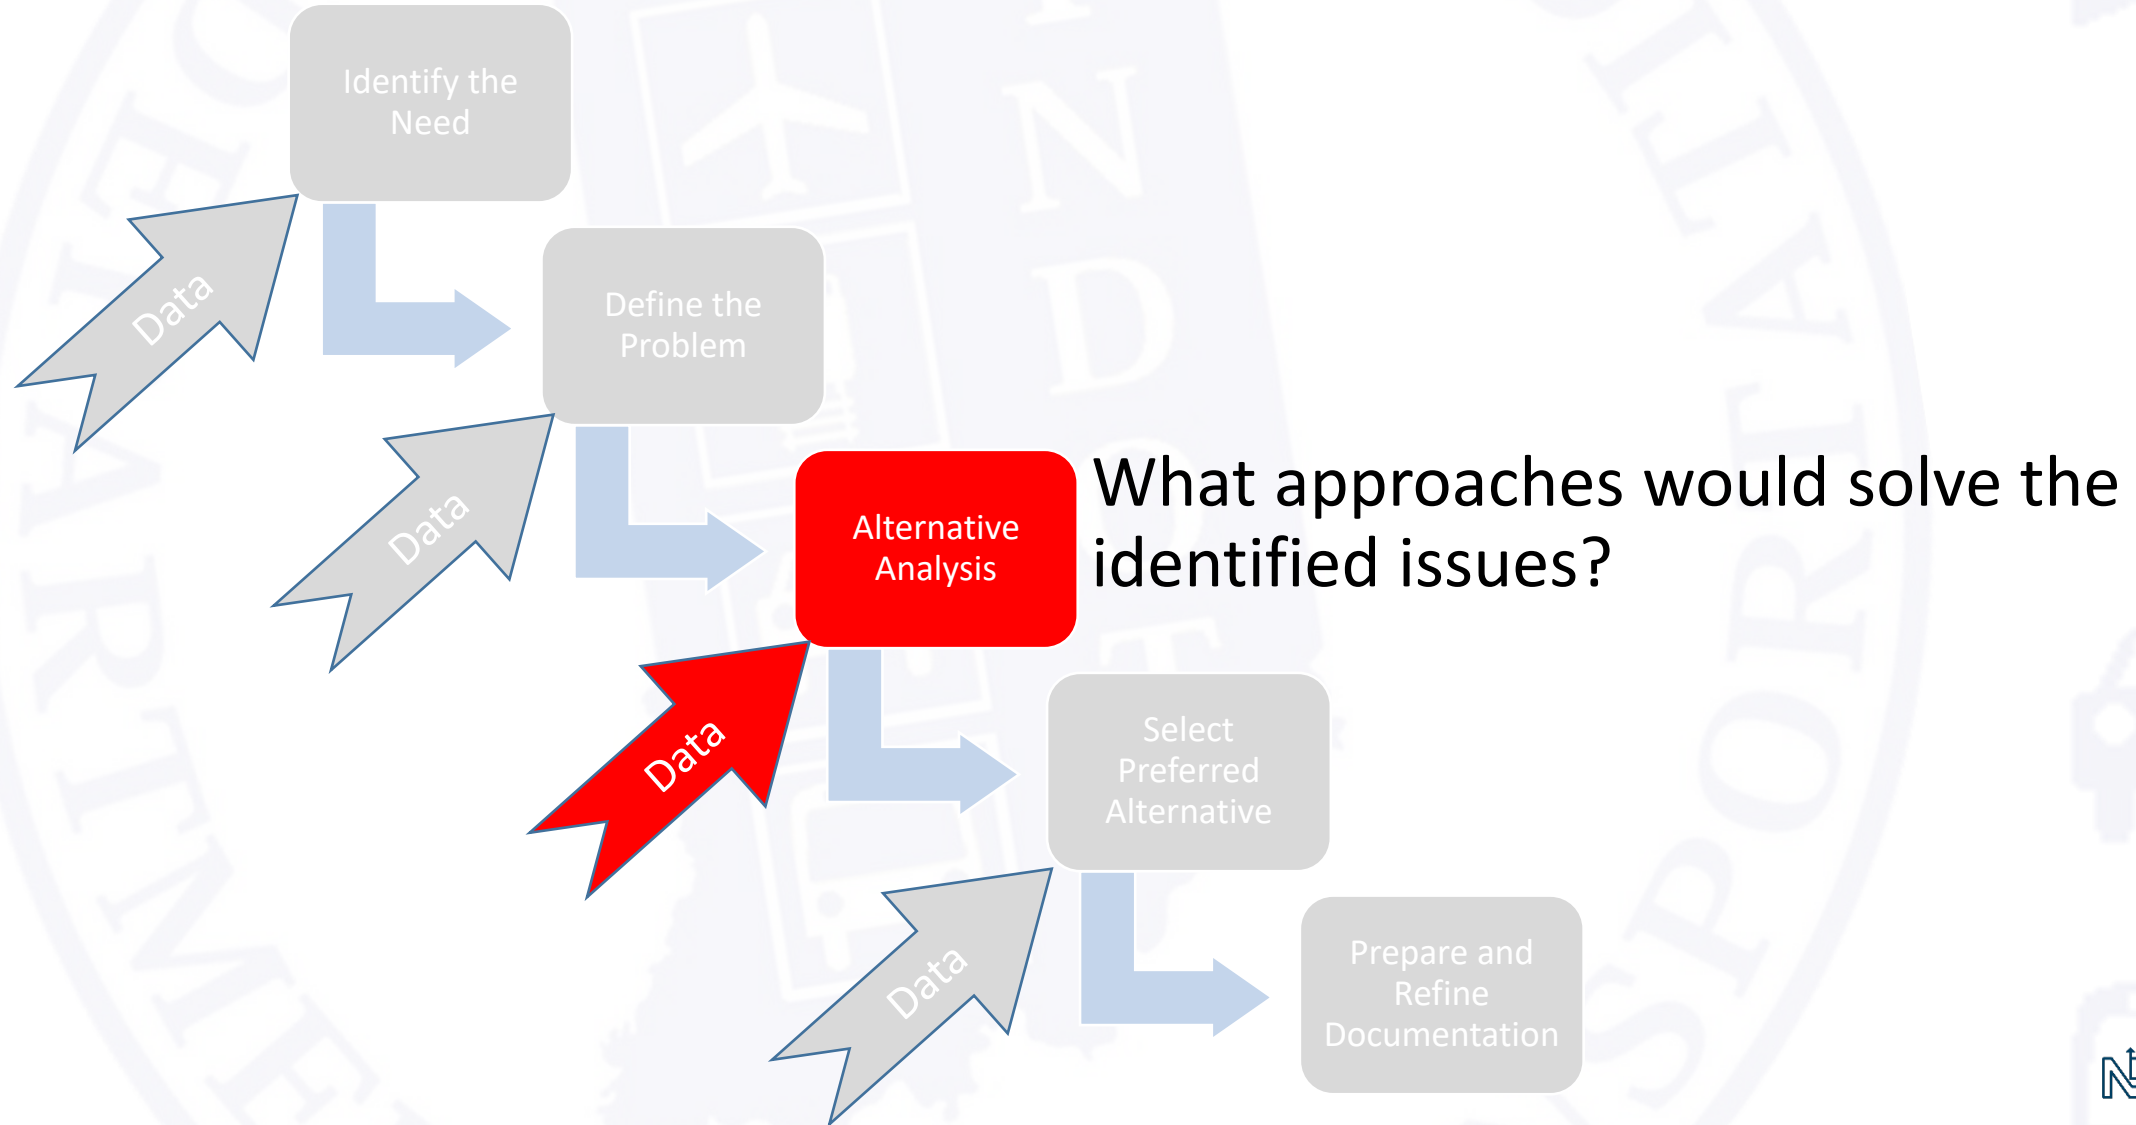 Identify the
Need
Data
Define the
Problem
Data
What approaches would solve the
identified issues?
Alternative
Analysis
Data
Select
Preferred
Alternative
Data
Prepare and
Refine
Documentation